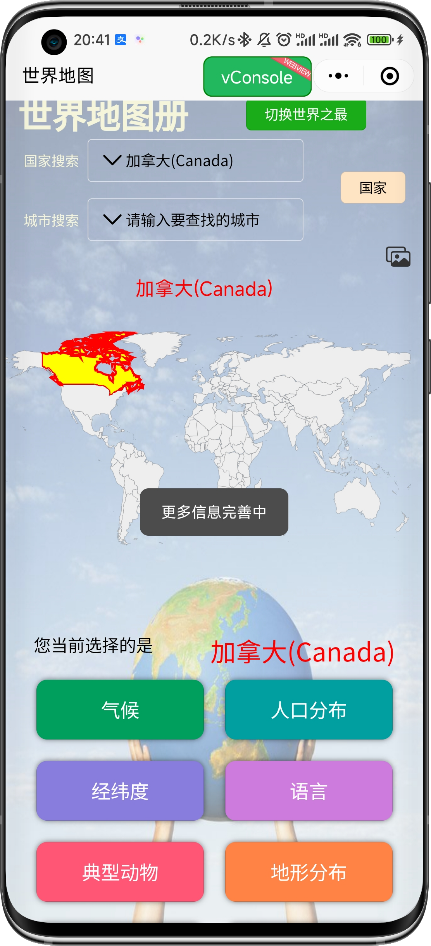 20:41 支 0.2K/s HD HD 100
世界地图 vConsole WEBVIEW
世界地图册 切换世界之最
国家搜索 加拿大(Canada)
国家
城市搜索 请输入要查找的城市
加拿大(Canada)
更多信息完善中
您当前选择的是 加拿大(Canada)
气候 人口分布
经纬度 语言
典型动物 地形分布